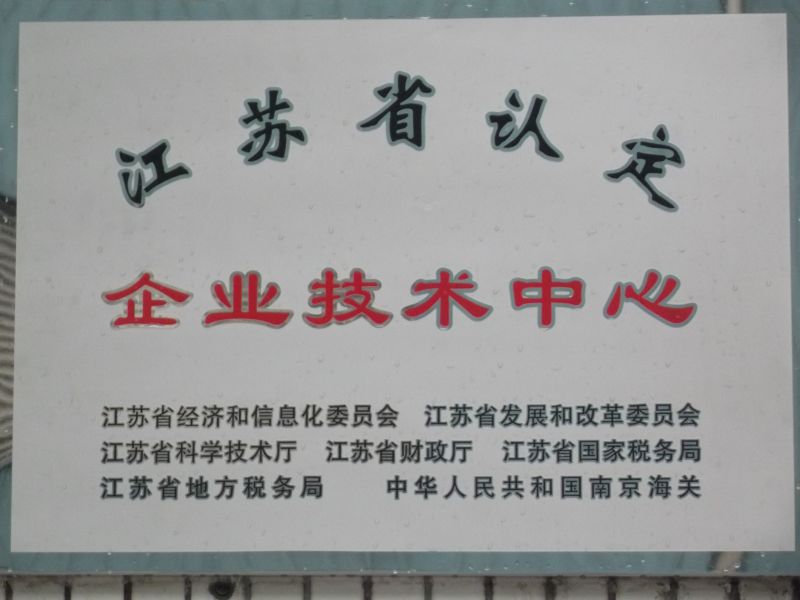 江苏省认定
企业技术中心
江苏省经济和信息化委员会 江苏省发展和改革委员会
江苏省科学技术厅 江苏省财政厅 江苏省国家税务局
江苏省地方税务局 中华人民共和国南京海关